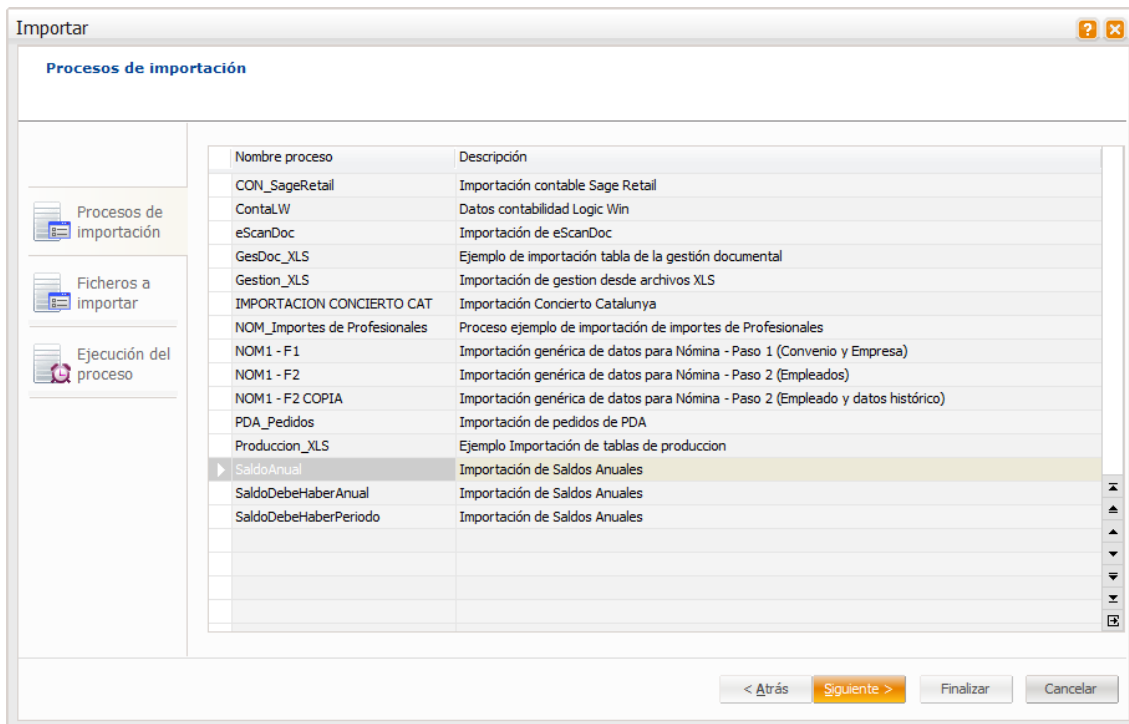 Importar
Procesos de importación
Procesos de
importación
Ficheros a
importar
Ejecución del
proceso
Nombre proceso Descripción
CON_SageRetail Importación contable Sage Retail
ContaLW Datos contabilidad Logic Win
eScanDoc Importación de eScanDoc
GesDoc_XLS Ejemplo de importación tabla de la gestión documental
Gestion_XLS Importación de gestion desde archivos XLS
IMPORTACION CONCIERTO CAT Importación Concierto Catalunya
NOM_Importes de Profesionales Proceso ejemplo de importación de importes de Profesionales
NOM1 - F1 Importación genérica de datos para Nómina - Paso 1 (Convenio y Empresa)
NOM1 - F2 Importación genérica de datos para Nómina - Paso 2 (Empleados)
NOM1 - F2 COPIA Importación genérica de datos para Nómina - Paso 2 (Empleado y datos histórico)
PDA_Pedidos Importación de pedidos de PDA
Produccion_XLS Ejemplo Importación de tablas de produccion
SaldoAnual Importación de Saldos Anuales
SaldoDebeHaberAnual Importación de Saldos Anuales
SaldoDebeHaberPeriodo Importación de Saldos Anuales
< Atrás Siguiente > Finalizar Cancelar